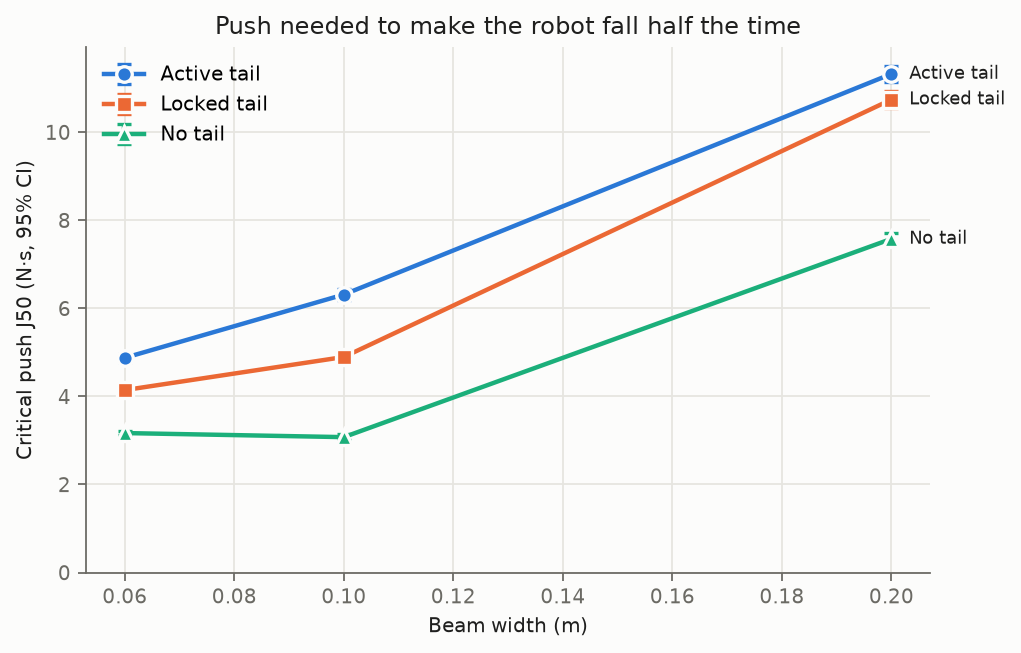 Push needed to make the robot fall half the time
Active tail
Locked tail
No tail
Active tail
Locked tail
No tail
Critical push J50 (N·s, 95% CI)
10
8
6
4
2
0
0.06 0.08 0.10 0.12 0.14 0.16 0.18 0.20
Beam width (m)